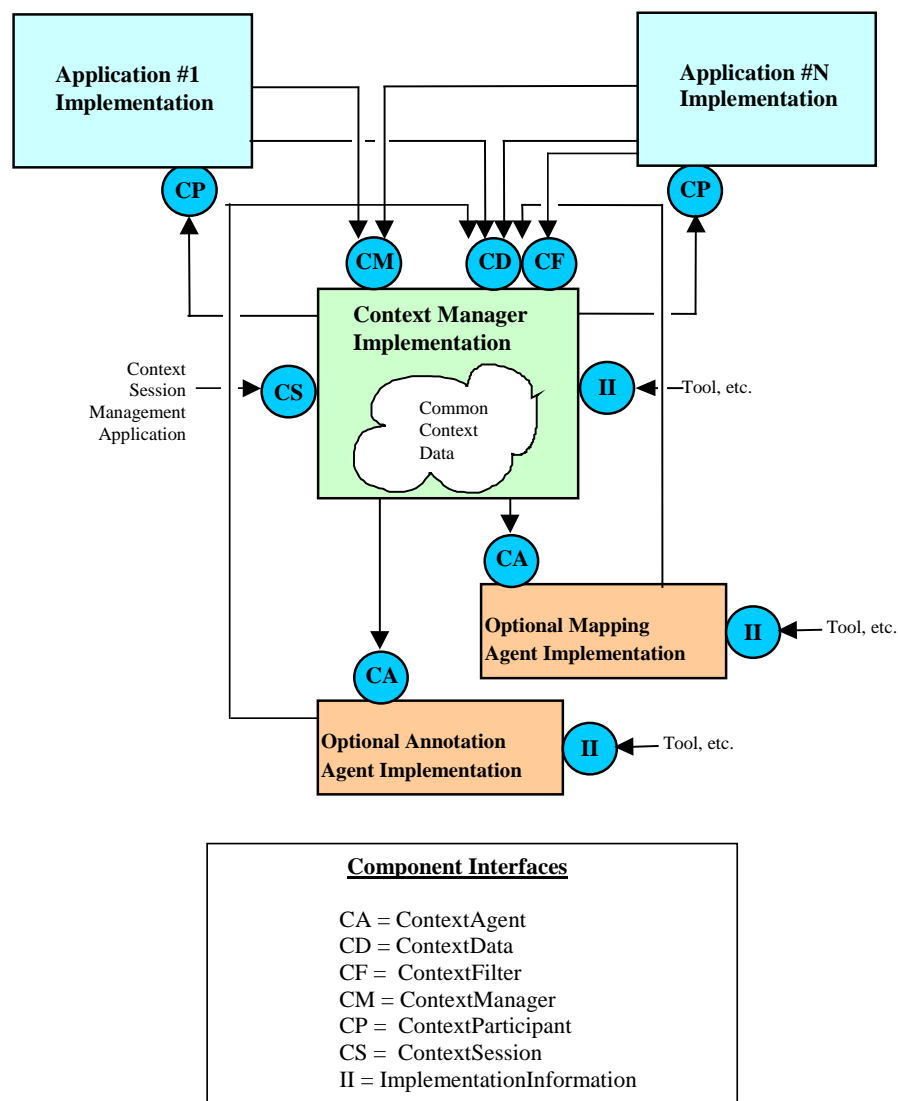 Application #1
Implementation
Application #N
Implementation
CP
CP
CM
CD
CF
Context Manager
Implementation
Context
Session
Management
Application
CS
Common
Context
Data
II
Tool, etc.
CA
Optional Mapping
Agent Implementation
II
Tool, etc.
CA
Optional Annotation
Agent Implementation
II
Tool, etc.
Component Interfaces
CA = ContextAgent
CD = ContextData
CF =  ContextFilter
CM = ContextManager
CP =  ContextParticipant
CS =  ContextSession
II = ImplementationInformation